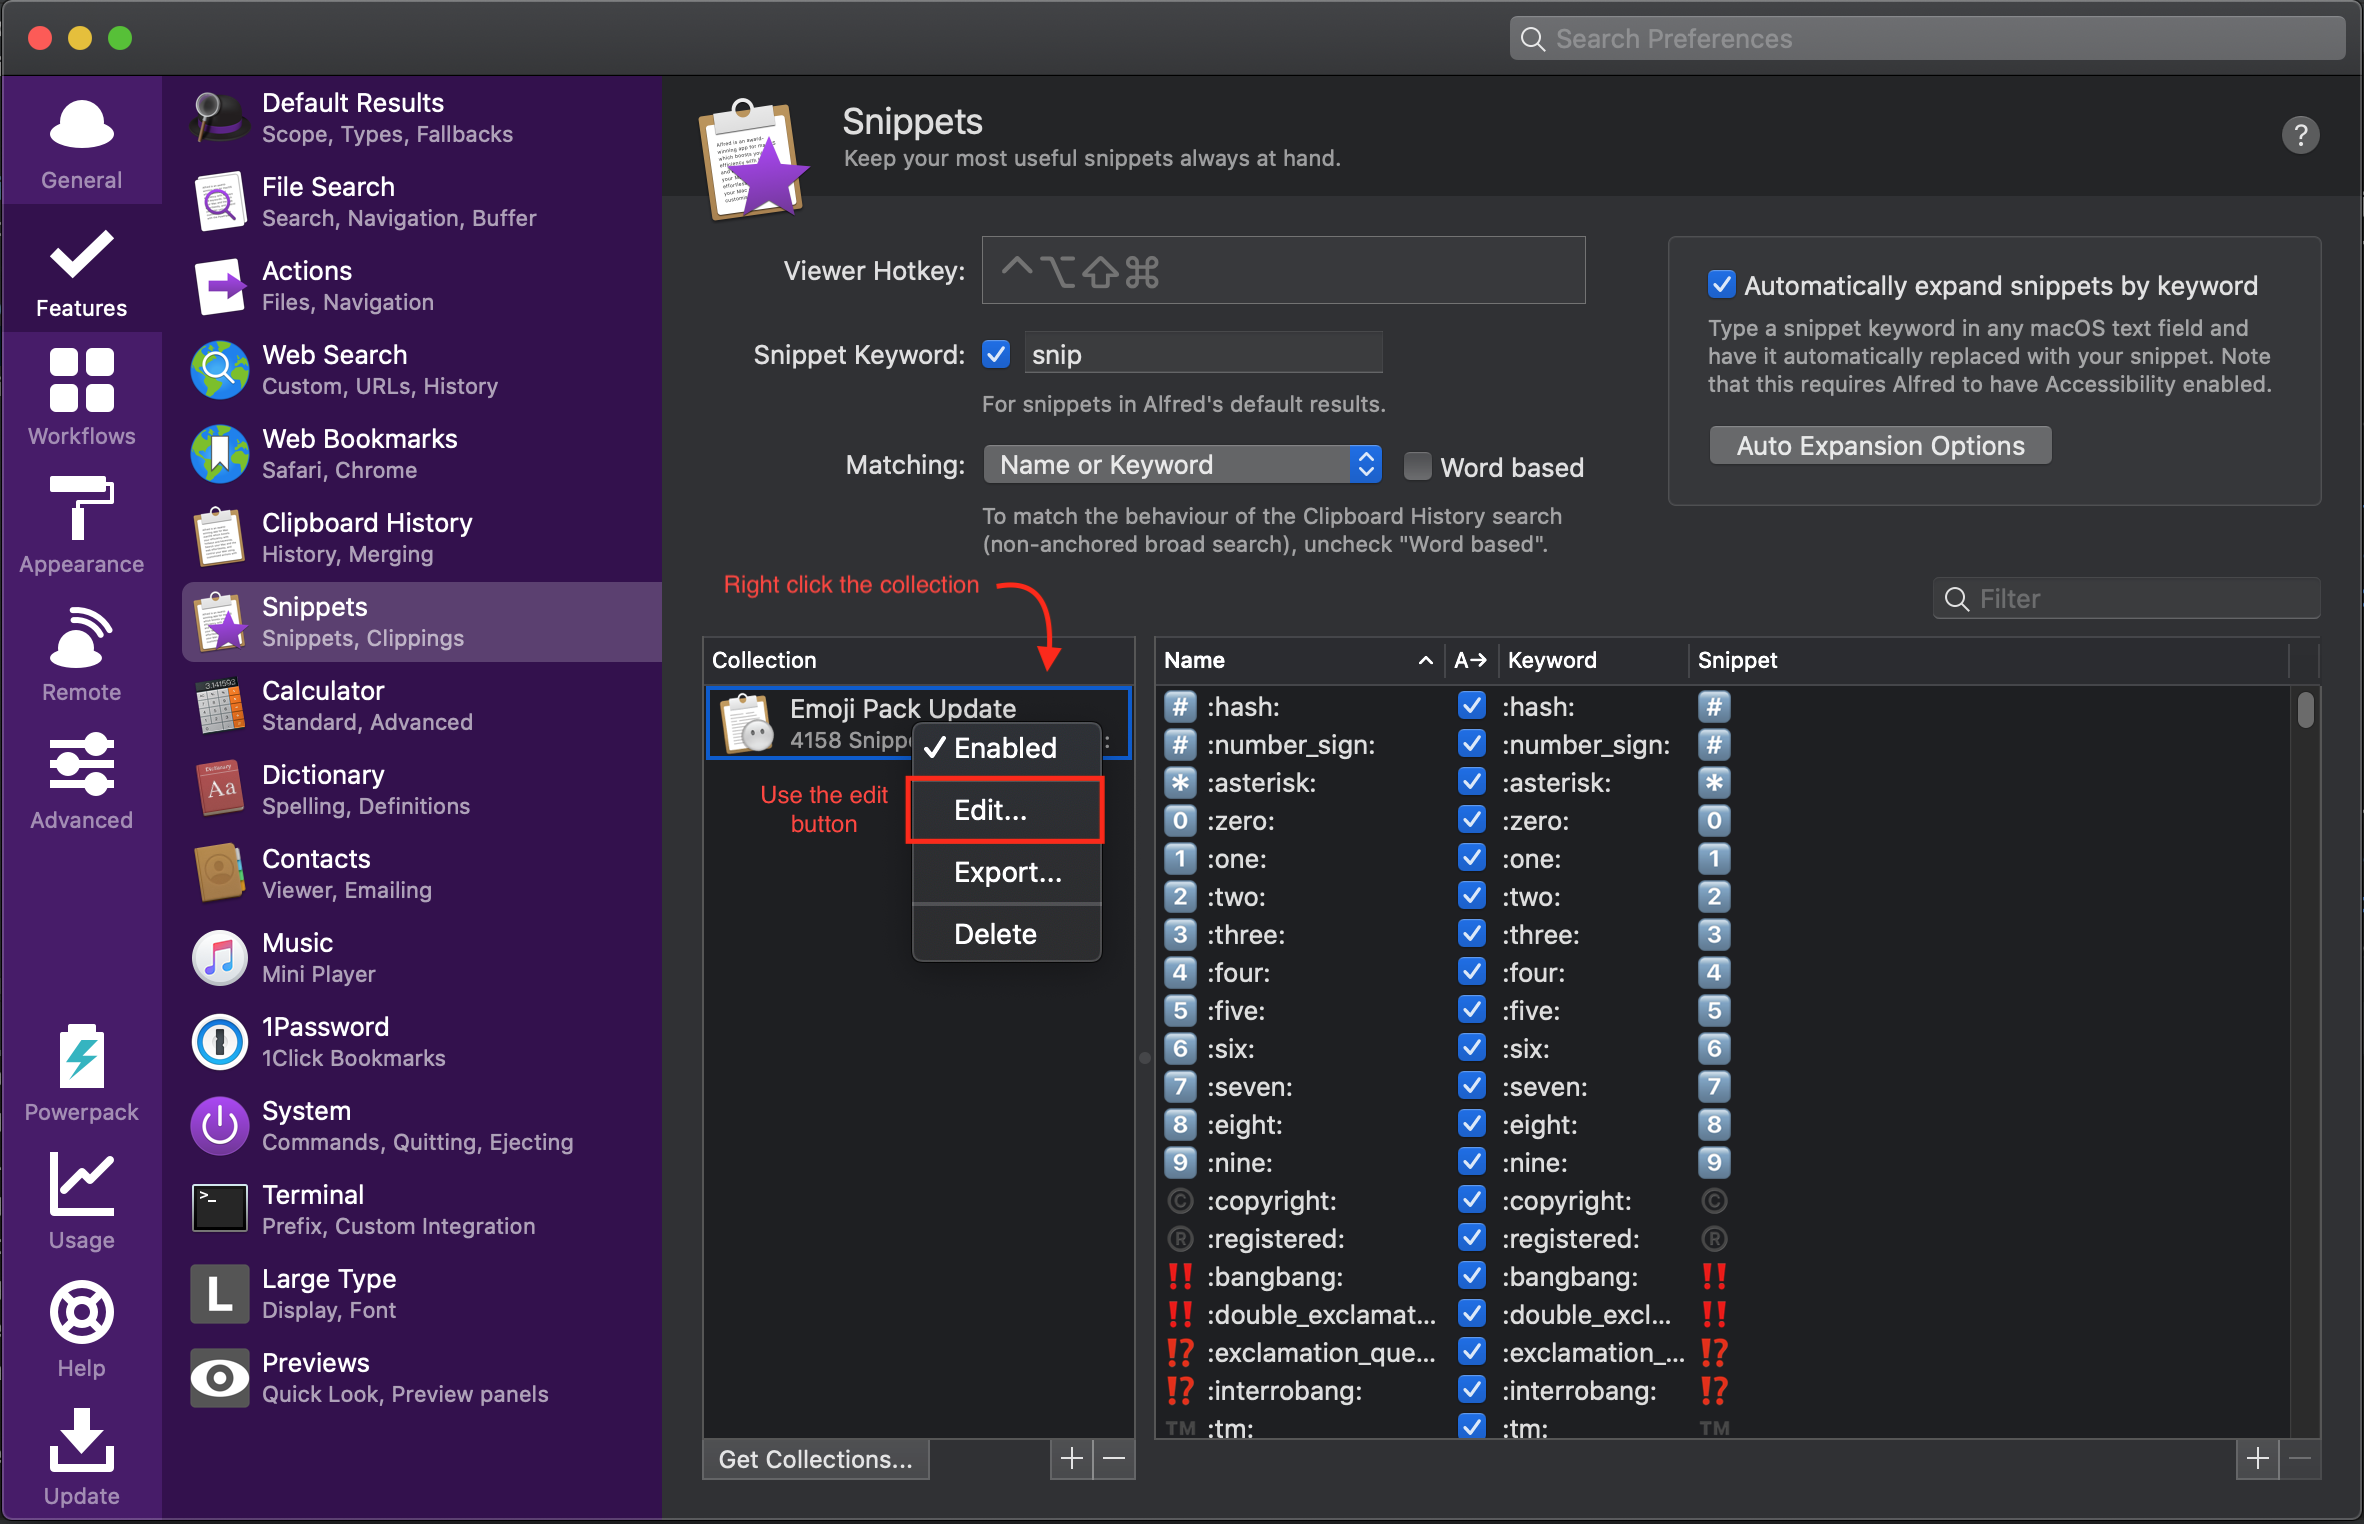 Search Preferences
General
Features
Workflows
Appearance
Remote
Advanced
Powerpack
Usage
Help
Update
Default Results
Scope, Types, Fallbacks
File Search
Search, Navigation, Buffer
Actions
Files, Navigation
Web Search
Custom, URLs, History
Web Bookmarks
Safari, Chrome
Clipboard History
History, Merging
Snippets
Snippets, Clippings
Calculator
Standard, Advanced
Dictionary
Spelling, Definitions
Contacts
Viewer, Emailing
Music
Mini Player
1Password
1Click Bookmarks
System
Commands, Quitting, Ejecting
Terminal
Prefix, Custom Integration
Large Type
Display, Font
Previews
Quick Look, Preview panels
Snippets
Keep your most useful snippets always at hand.
?
Viewer Hotkey: ^⌥⇧⌘
Snippet Keyword: snip
For snippets in Alfred's default results.
Matching: Name or Keyword Word based
To match the behaviour of the Clipboard History search
(non-anchored broad search), uncheck "Word based".
Automatically expand snippets by keyword
Type a snippet keyword in any macOS text field and
have it automatically replaced with your snippet. Note
that this requires Alfred to have Accessibility enabled.
Auto Expansion Options
Right click the collection
Filter
Collection
Emoji Pack Update
4158
Use the edit
button
✓ Enabled
Edit...
Export...
Delete
Get Collections...
+ −
Name A→ Keyword Snippet
#️⃣ :hash: :hash: #️⃣
#️⃣ :number_sign: :number_sign: #️⃣
*️⃣ :asterisk: :asterisk: *️⃣
0️⃣ :zero: :zero: 0️⃣
1️⃣ :one: :one: 1️⃣
2️⃣ :two: :two: 2️⃣
3️⃣ :three: :three: 3️⃣
4️⃣ :four: :four: 4️⃣
5️⃣ :five: :five: 5️⃣
6️⃣ :six: :six: 6️⃣
7️⃣ :seven: :seven: 7️⃣
8️⃣ :eight: :eight: 8️⃣
9️⃣ :nine: :nine: 9️⃣
©️ :copyright: :copyright: ©️
®️ :registered: :registered: ®️
‼️ :bangbang: :bangbang: ‼️
‼️ :double_exclamat... :double_excl... ‼️
⁉️ :exclamation_que... :exclamation_... ⁉️
⁉️ :interrobang: :interrobang: ⁉️
™️ :tm: :tm: ™️
+ −